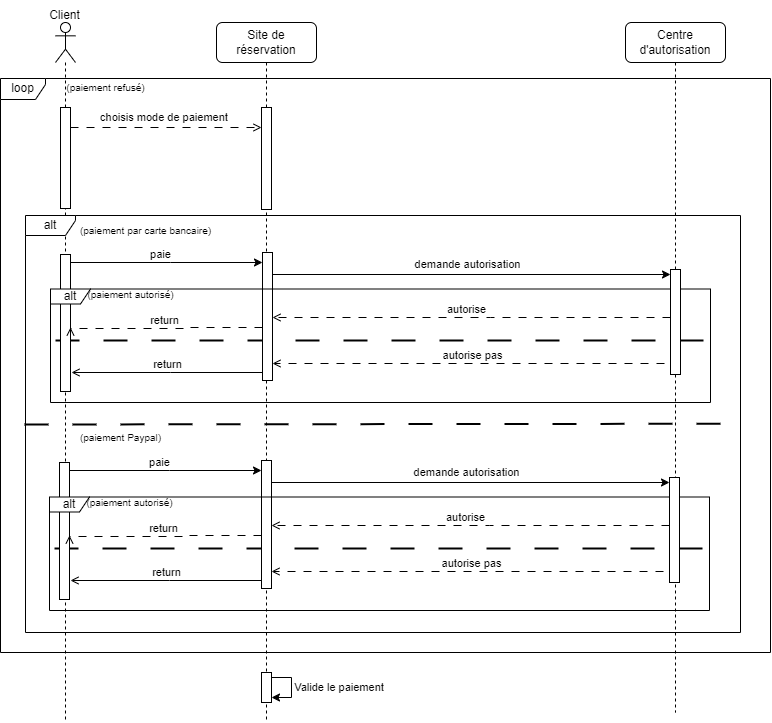 Client
Site de
réservation
Centre
d'autorisation
loop
(paiement refusé)
choisis mode de paiement
alt
(paiement par carte bancaire)
paie
demande autorisation
alt
(paiement autorisé)
autorise
return
autorise pas
return
(paiement Paypal)
paie
demande autorisation
alt
(paiement autorisé)
autorise
return
autorise pas
return
Valide le paiement